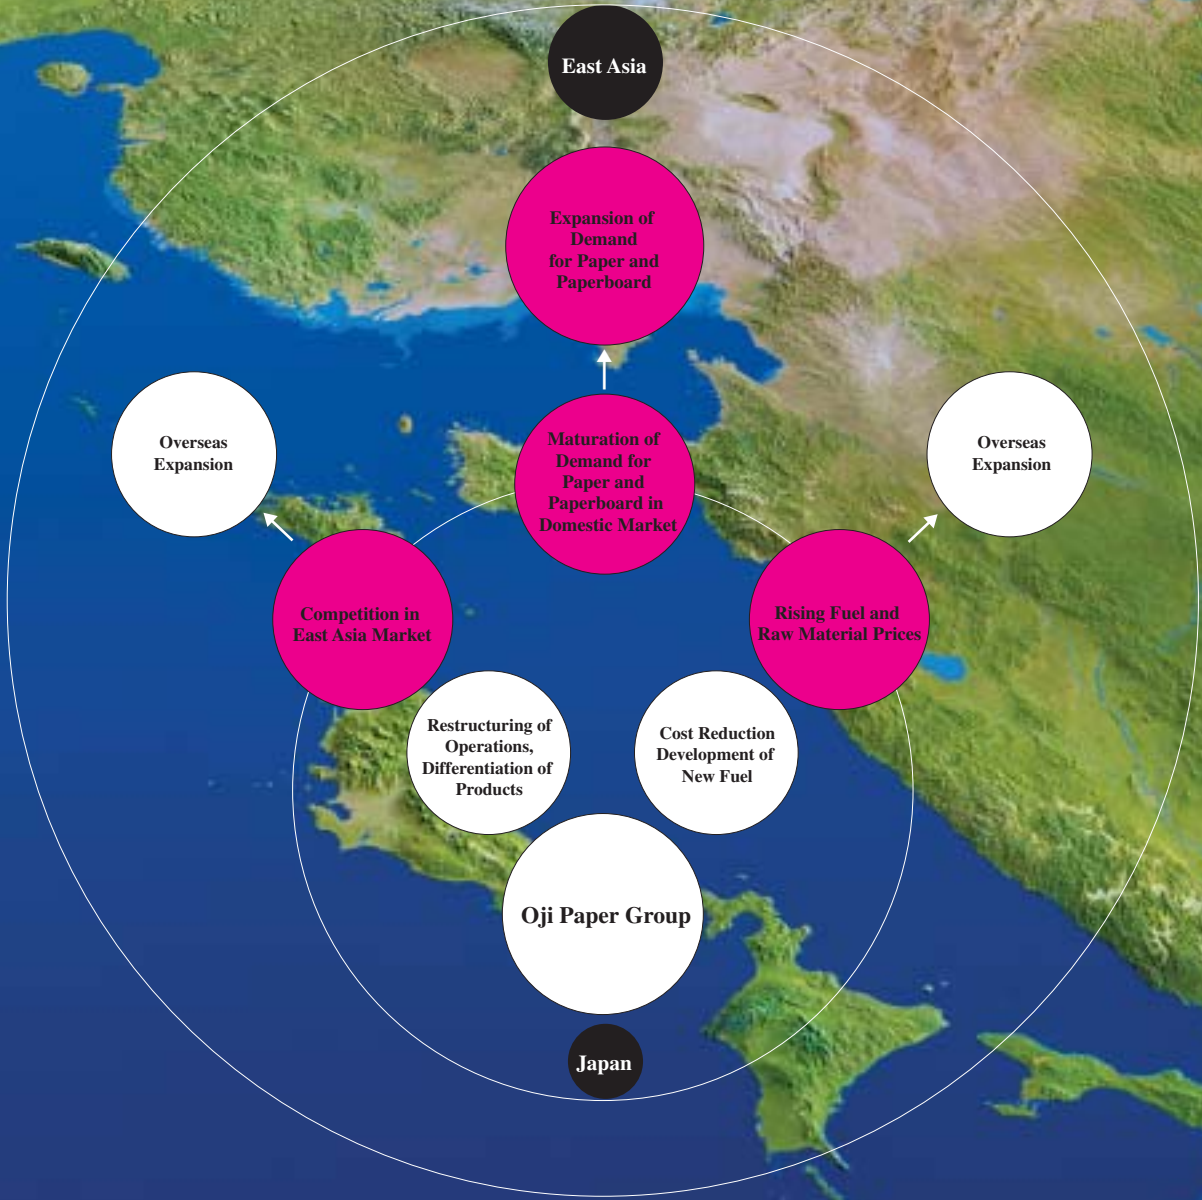 East Asia
Expansion of
Demand
for Paper and
Paperboard
Maturation of
Demand for
Paper and
Paperboard in
Domestic Market
Overseas
Expansion
Overseas
Expansion
Competition in
East Asia Market
Rising Fuel and
Raw Material Prices
Restructuring of
Operations,
Differentiation of
Products
Cost Reduction
Development of
New Fuel
Oji Paper Group
Japan